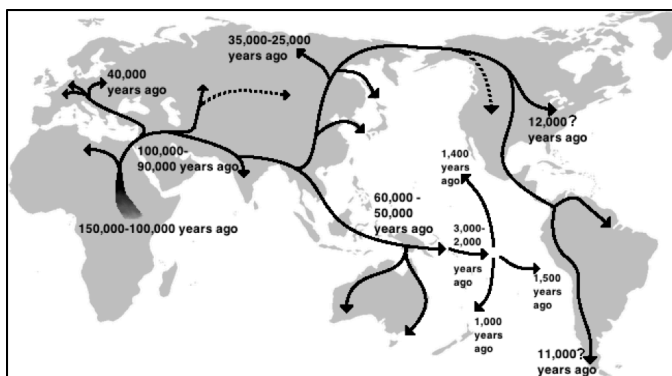 35,000-25,000
years ago
40,000
years ago
12,000?
years ago
100,000-
90,000 years ago
1,400
years
ago
60,000 -
50,000
years ago
150,000-100,000 years ago
3,000-
2,000
years
ago
1,500
years
ago
1,000
years
ago
11,000?
years ago